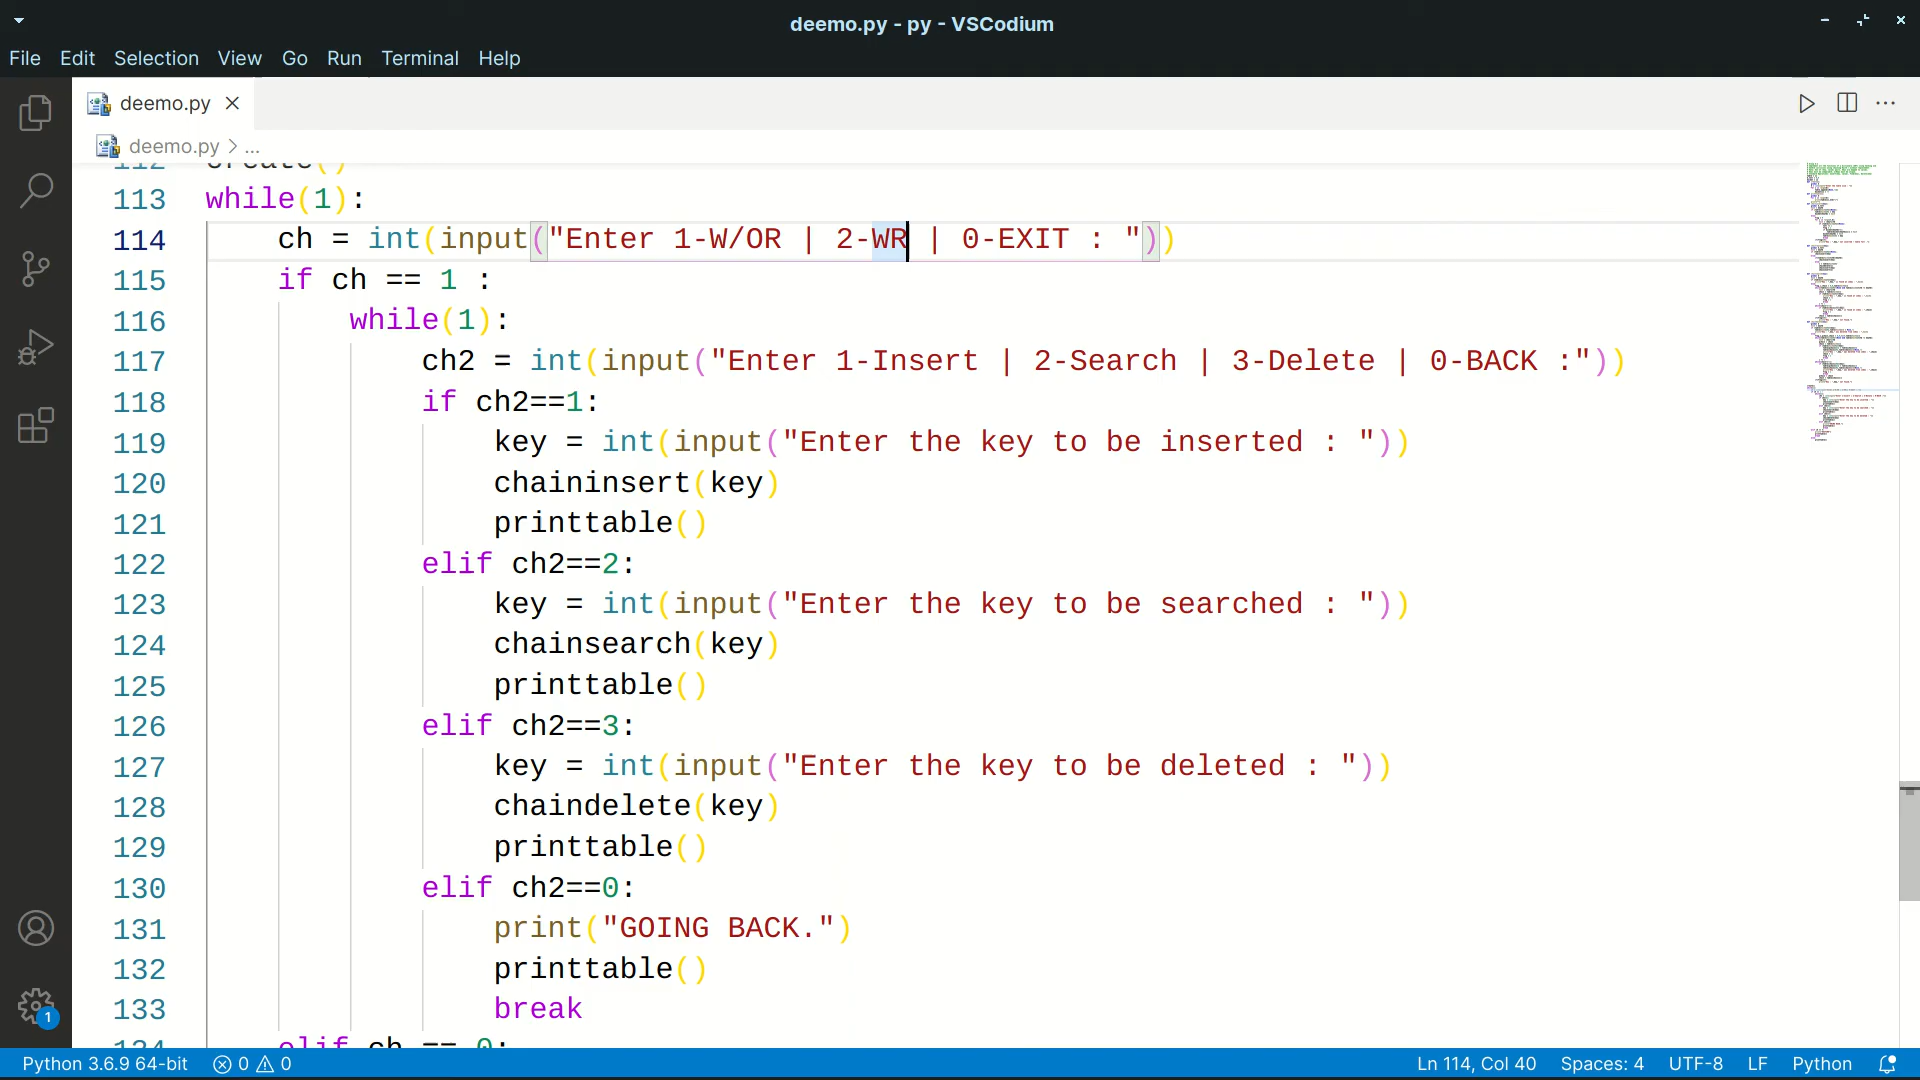 deemo.py - py - VSCodium
File Edit Selection View Go Run Terminal Help
deemo.py
deemo.py > ...
112 create()
113 while(1):
114     ch = int(input("Enter 1-W/OR | 2-WR | 0-EXIT : "))
115     if ch == 1 :
116         while(1):
117             ch2 = int(input("Enter 1-Insert | 2-Search | 3-Delete | 0-BACK :"))
118             if ch2==1:
119                 key = int(input("Enter the key to be inserted : "))
120                 chaininsert(key)
121                 printtable()
122             elif ch2==2:
123                 key = int(input("Enter the key to be searched : "))
124                 chainsearch(key)
125                 printtable()
126             elif ch2==3:
127                 key = int(input("Enter the key to be deleted : "))
128                 chaindelete(key)
129                 printtable()
130             elif ch2==0:
131                 print("GOING BACK.")
132                 printtable()
133                 break
134     elif ch == 0:
1
Python 3.6.9 64-bit 0 0 Ln 114, Col 40 Spaces: 4 UTF-8 LF Python